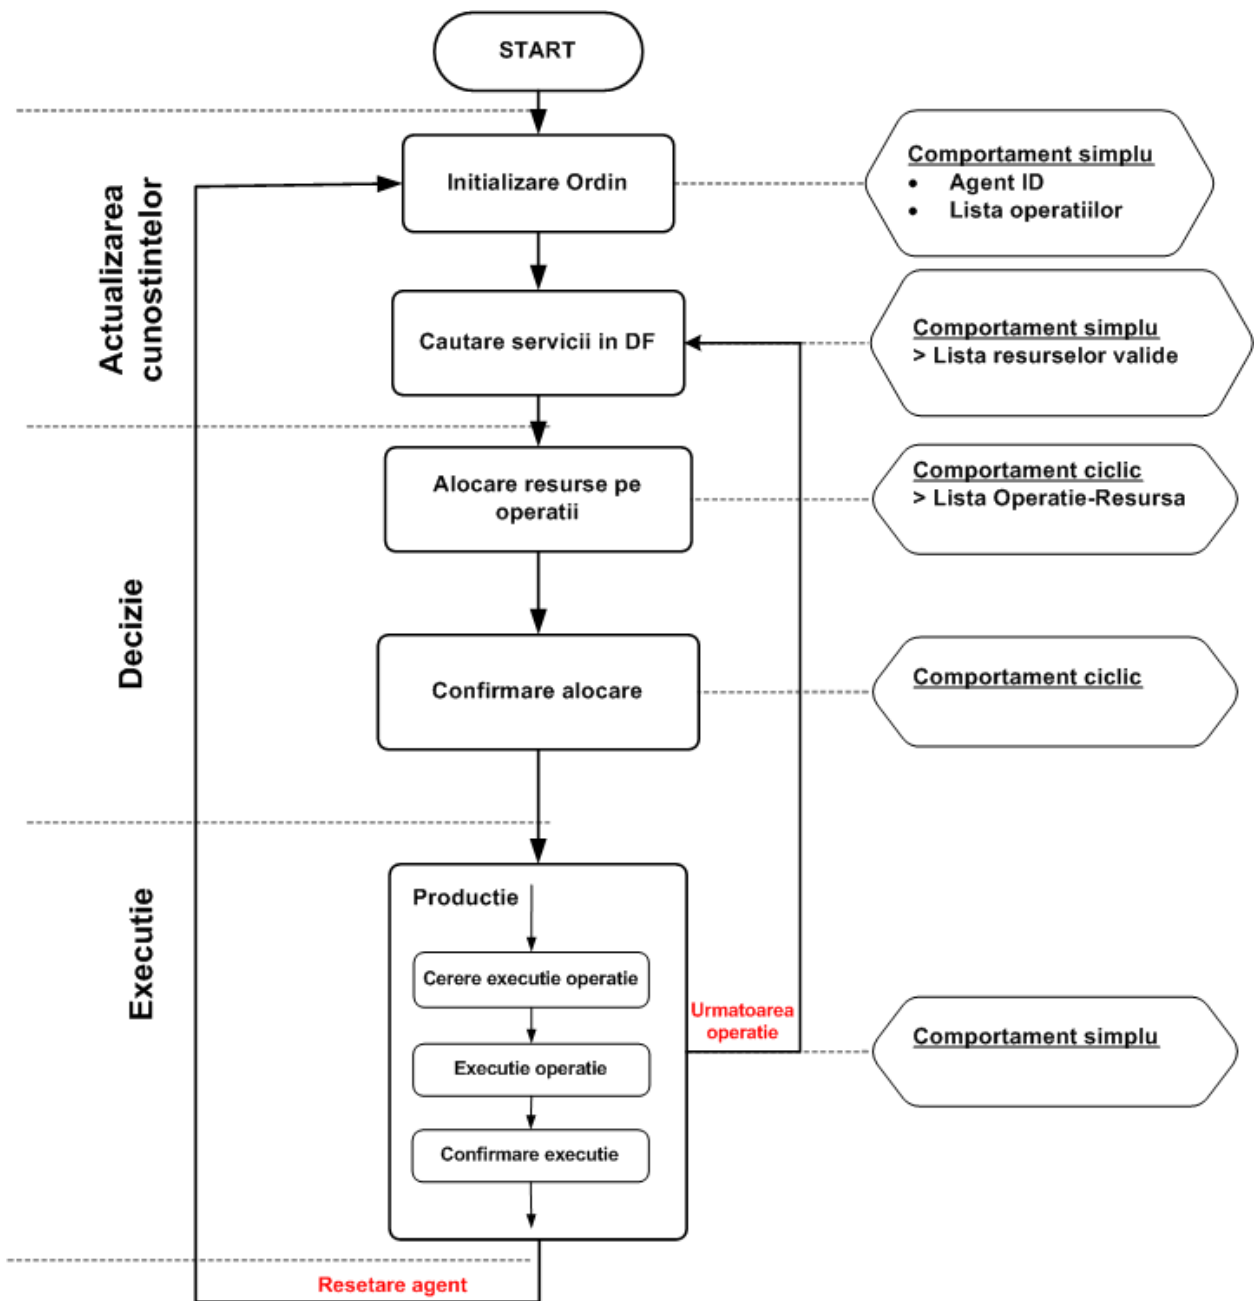 START
Actualizarea
cunostintelor
Initializare Ordin
Comportament simplu
• Agent ID
• Lista operatiilor
Cautare servicii in DF
Comportament simplu
> Lista resurselor valide
Decizie
Alocare resurse pe
operatii
Comportament ciclic
> Lista Operatie-Resursa
Confirmare alocare
Comportament ciclic
Executie
Productie
Cerere executie operatie
Executie operatie
Confirmare executie
Urmatoarea
operatie
Comportament simplu
Resetare agent